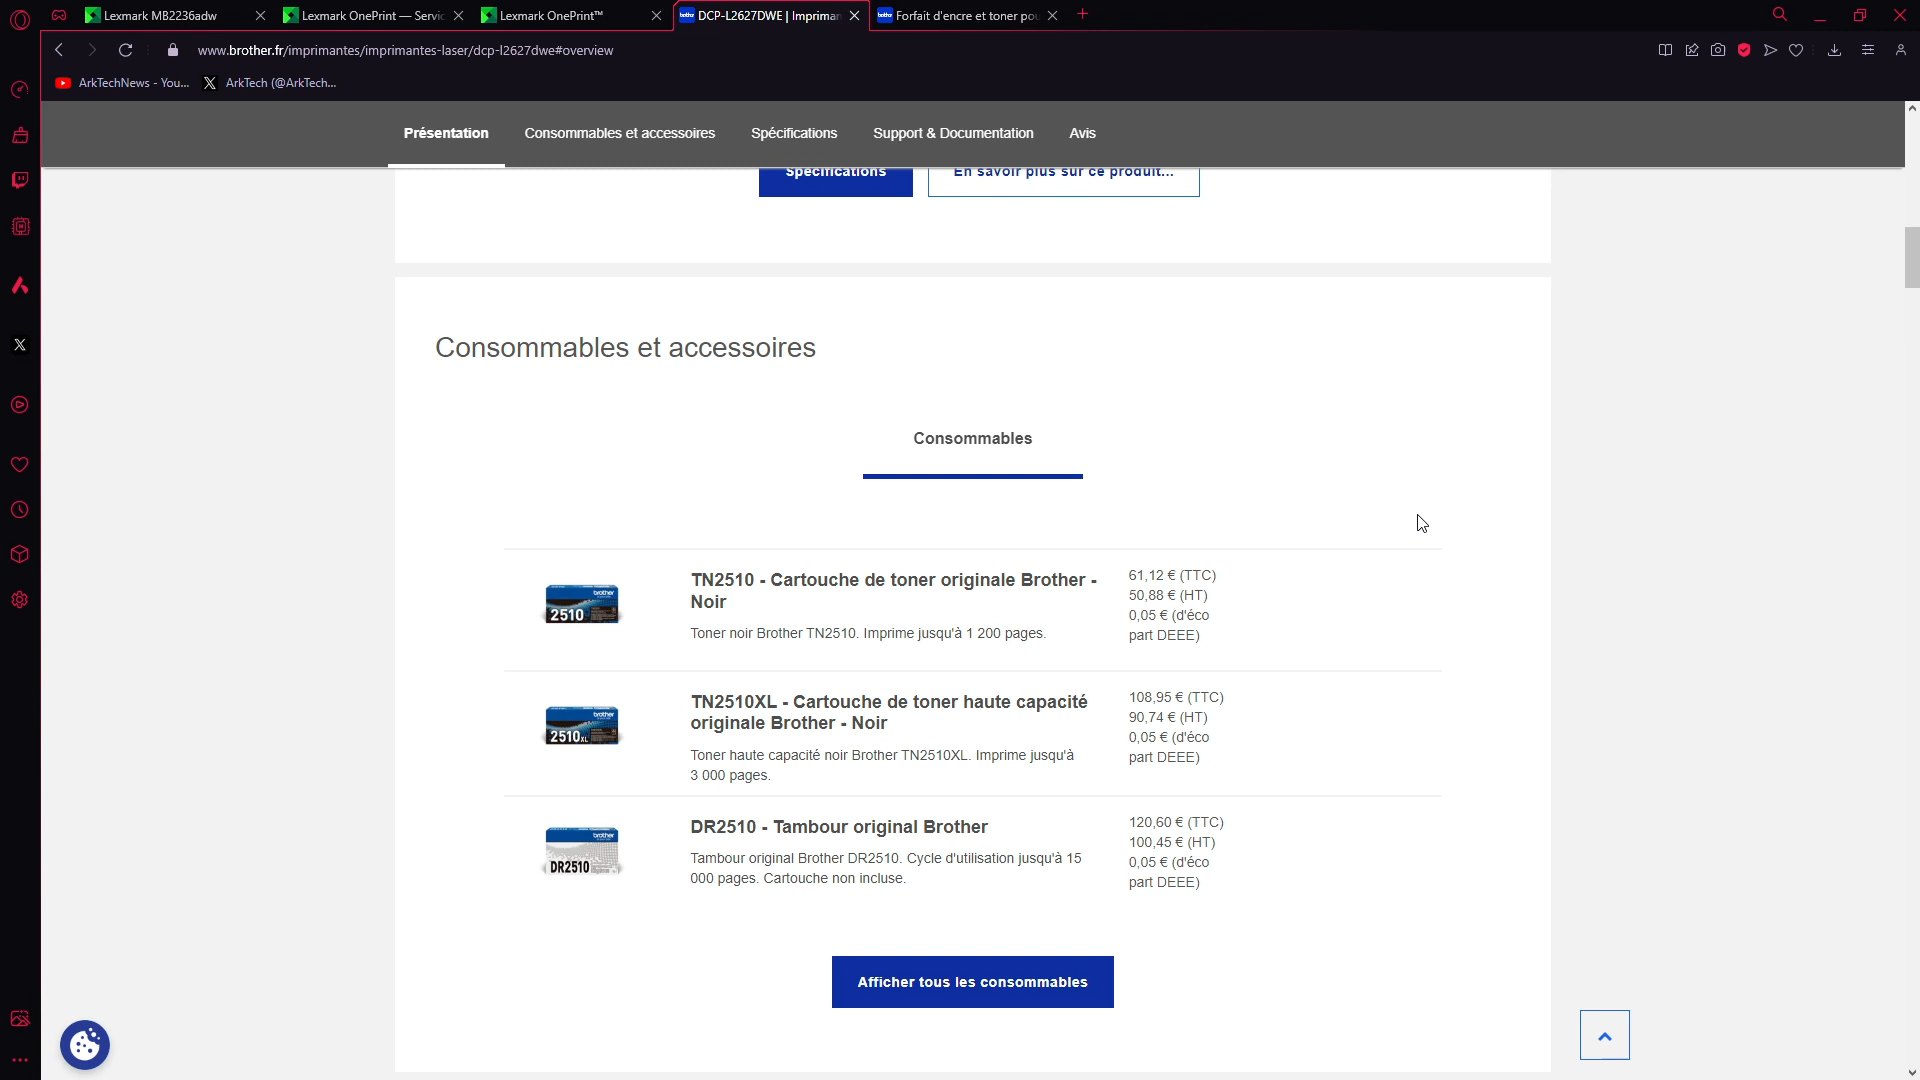 Lexmark MB2236adw
Lexmark OnePrint — Servic
Lexmark OnePrint™
DCP-L2627DWE | Impriman
Forfait d'encre et toner pou
www.brother.fr/imprimantes/imprimantes-laser/dcp-l2627dwe#overview
ArkTechNews - You...
ArkTech (@ArkTech...
Présentation
Consommables et accessoires
Spécifications
Support & Documentation
Avis
Spécifications
En savoir plus sur ce produit...
Consommables et accessoires
Consommables
brother
2510
TN2510 - Cartouche de toner originale Brother -
Noir
Toner noir Brother TN2510. Imprime jusqu'à 1 200 pages.
61,12 € (TTC)
50,88 € (HT)
0,05 € (d'éco
part DEEE)
brother
2510XL
TN2510XL - Cartouche de toner haute capacité
originale Brother - Noir
Toner haute capacité noir Brother TN2510XL. Imprime jusqu'à
3 000 pages.
108,95 € (TTC)
90,74 € (HT)
0,05 € (d'éco
part DEEE)
brother
DR2510
DR2510 - Tambour original Brother
Tambour original Brother DR2510. Cycle d'utilisation jusqu'à 15
000 pages. Cartouche non incluse.
120,60 € (TTC)
100,45 € (HT)
0,05 € (d'éco
part DEEE)
Afficher tous les consommables